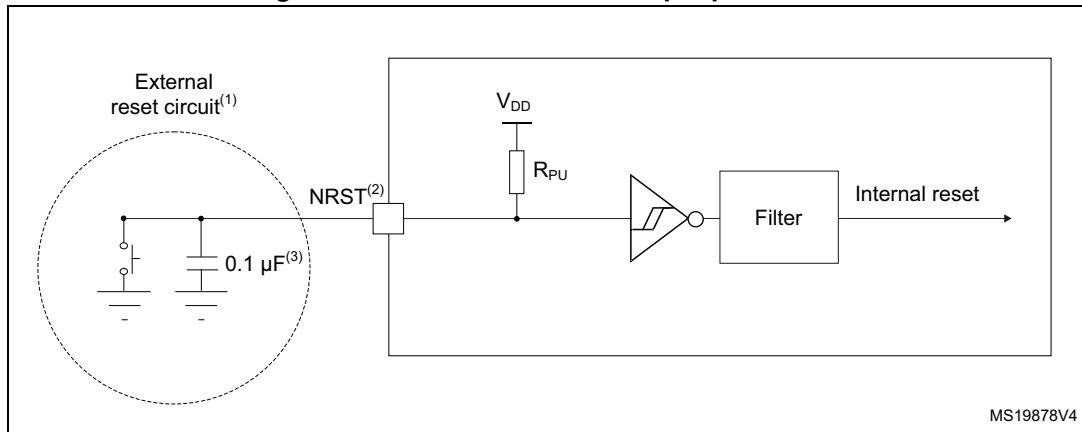 External
reset circuit(1)
VDD
RPU
NRST(2)
0.1 µF(3)
Filter
Internal reset
MS19878V4